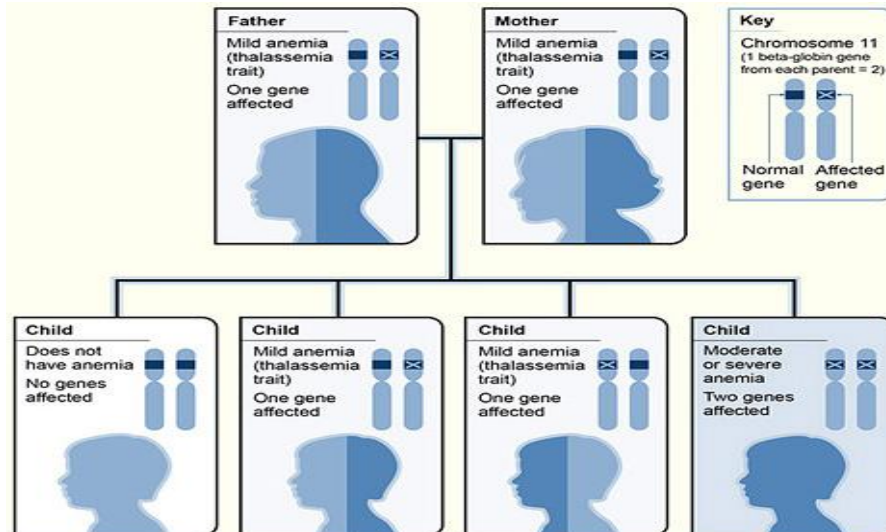 Father
Mild anemia
(thalassemia
trait)
One gene
affected
Mother
Mild anemia
(thalassemia
trait)
One gene
affected
Key
Chromosome 11
(1 beta-globin gene
from each parent = 2)
Normal
gene
Affected
gene
Child
Does not
have anemia
No genes
affected
Child
Mild anemia
(thalassemia
trait)
One gene
affected
Child
Mild anemia
(thalassemia
trait)
One gene
affected
Child
Moderate
or severe
anemia
Two genes
affected